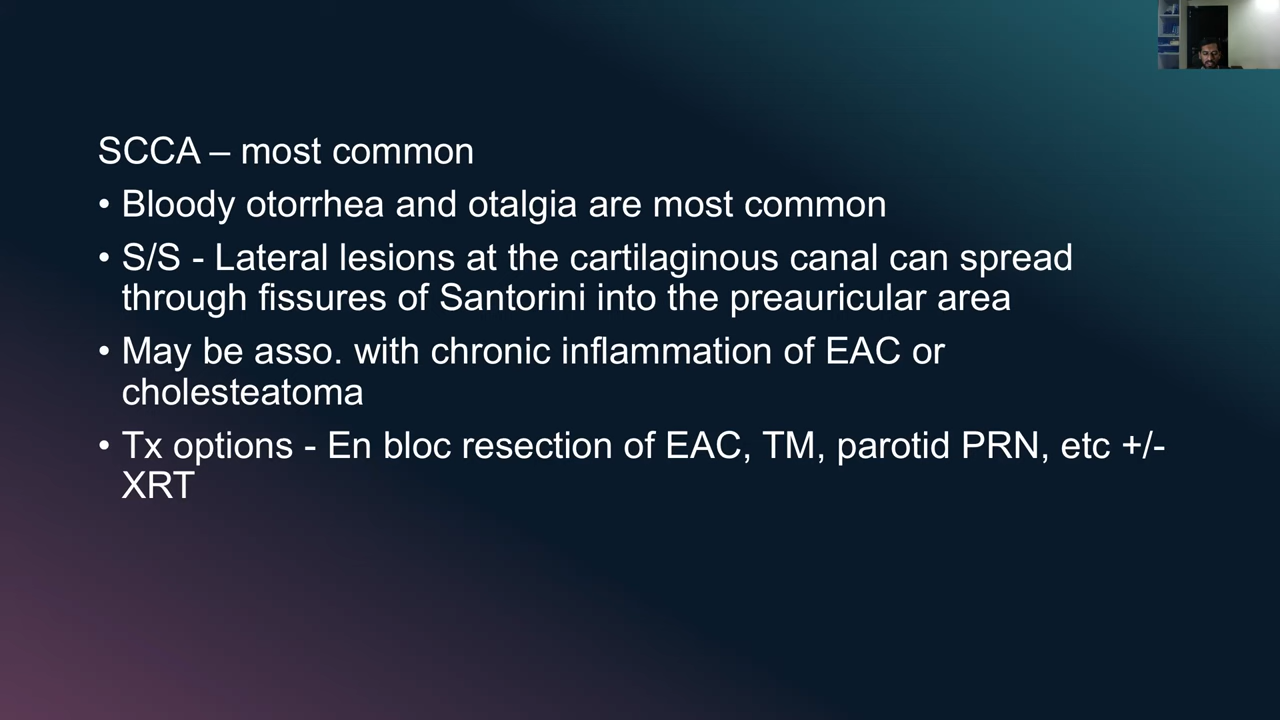 SCCA – most common
• Bloody otorrhea and otalgia are most common
• S/S - Lateral lesions at the cartilaginous canal can spread
through fissures of Santorini into the preauricular area
• May be asso. with chronic inflammation of EAC or
cholesteatoma
• Tx options - En bloc resection of EAC, TM, parotid PRN, etc +/-
XRT